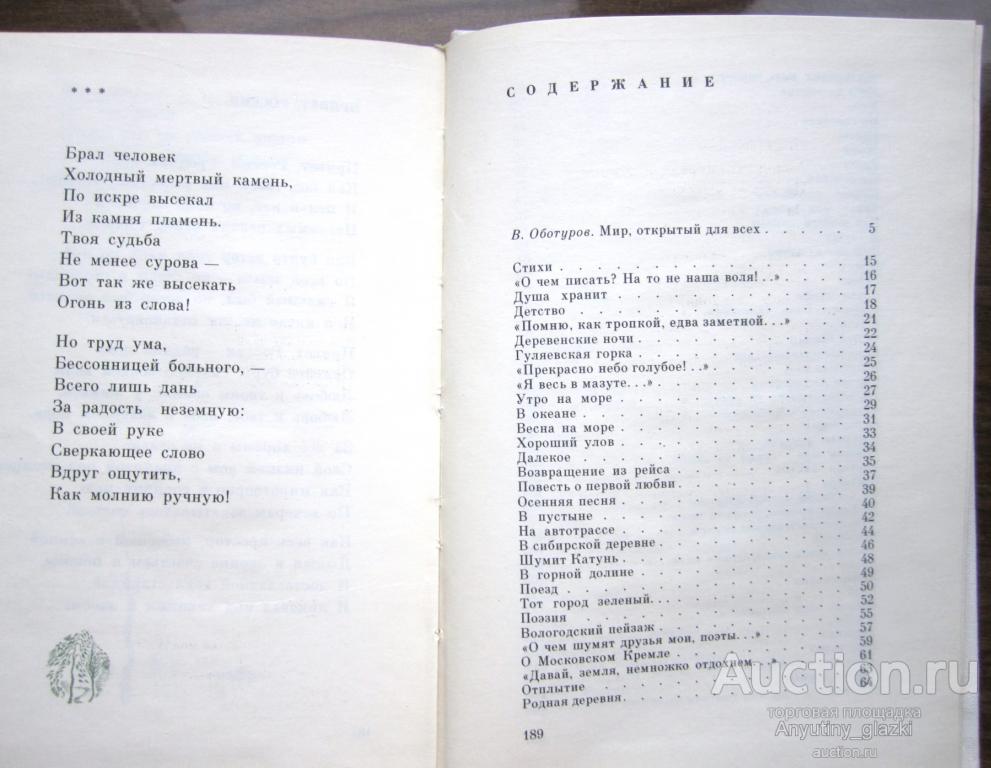 * * *
Брал человек
Холодный мертвый камень,
По искре высекал
Из камня пламень.
Твоя судьба
Не менее сурова —
Вот так же высекать
Огонь из слова!
Но труд ума,
Бессонницей больного, —
Всего лишь дань
За радость неземную:
В своей руке
Сверкающее слово
Вдруг ощутить,
Как молнию ручную!
СОДЕРЖАНИЕ
В. Оботуров. Мир, открытый для всех . . . . . 5
Стихи . . . . . 15
«О чем писать? На то не наша воля! . .» . . . . . 16
Душа хранит . . . . . 17
Детство . . . . . 18
«Помню, как тропкой, едва заметной. . .» . . . . . 21
Деревенские ночи . . . . . 22
Гуляевская горка . . . . . 24
«Прекрасно небо голубое! . .» . . . . . 25
«Я весь в мазуте. . .» . . . . . 26
Утро на море . . . . . 27
В океане . . . . . 29
Весна на море . . . . . 31
Хороший улов . . . . . 33
Далекое . . . . . 34
Возвращение из рейса . . . . . 35
Повесть о первой любви . . . . . 37
Осенняя песня . . . . . 39
В пустыне . . . . . 40
На автотрассе . . . . . 42
В сибирской деревне . . . . . 44
Шумит Катунь . . . . . 46
В горной долине . . . . . 48
Поезд . . . . . 49
Тот город зеленый. . . . . . 50
Поэзия . . . . . 52
Вологодский пейзаж . . . . . 55
«О чем шумят друзья мои, поэты. . .» . . . . . 57
О Московском Кремле . . . . . 59
«Давай, земля, немножко отдохнем. . .» . . . . . 61
Отплытие . . . . . 63
Родная деревня. . . . . . 64
189
Auction.ru
торговая площадка
Anyutiny_glazki
auction.ru